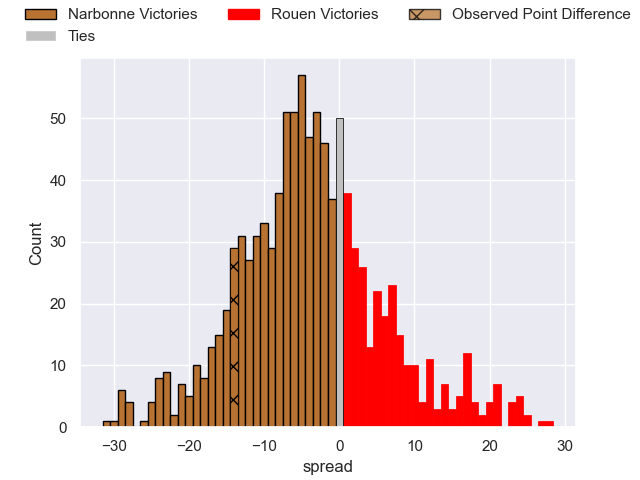 Narbonne Victories
Rouen Victories
Observed Point Difference
Ties
Count
50
40
30
20
10
0
−30
−20
−10
0
10
20
30
spread